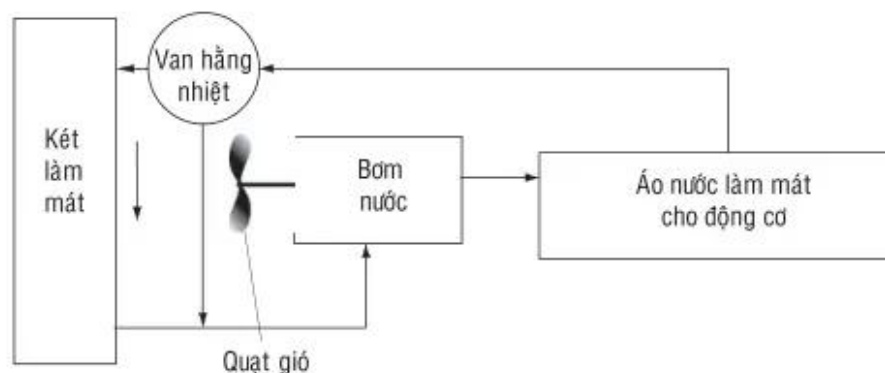 Van hằng
nhiệt
Két
làm
mát
Bơm
nước
Áo nước làm mát
cho động cơ
Quạt gió